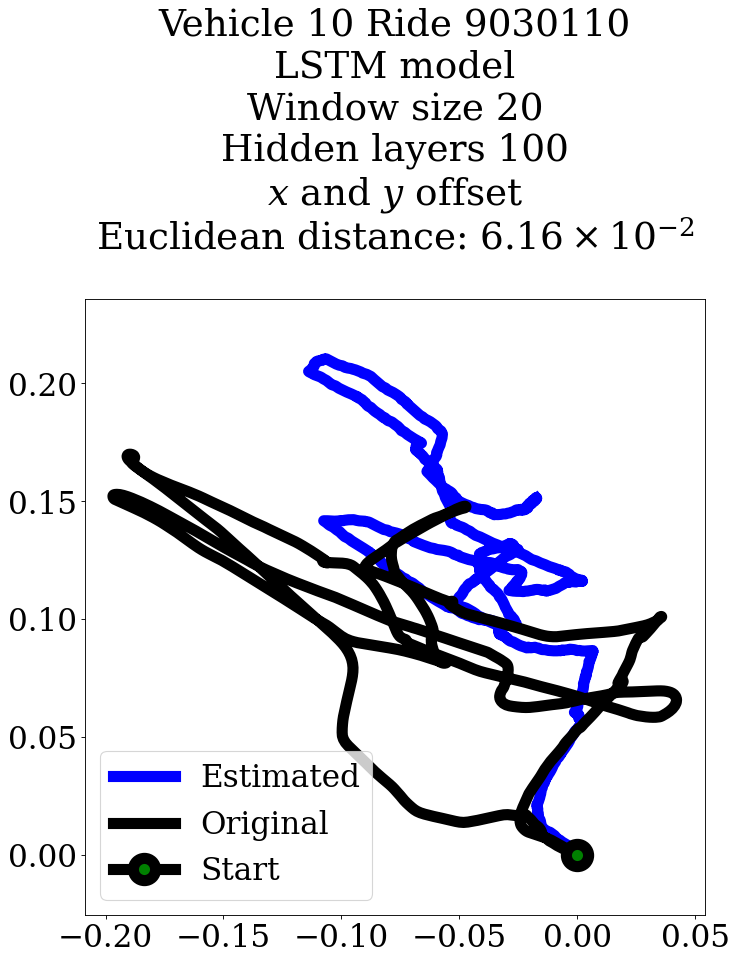 Vehicle 10 Ride 9030110
LSTM model
Window size 20
Hidden layers 100
x and y offset
Euclidean distance: 6.16 × 10⁻²
0.20
0.15
0.10
0.05
0.00
Estimated
Original
Start
−0.20 −0.15 −0.10 −0.05 0.00 0.05